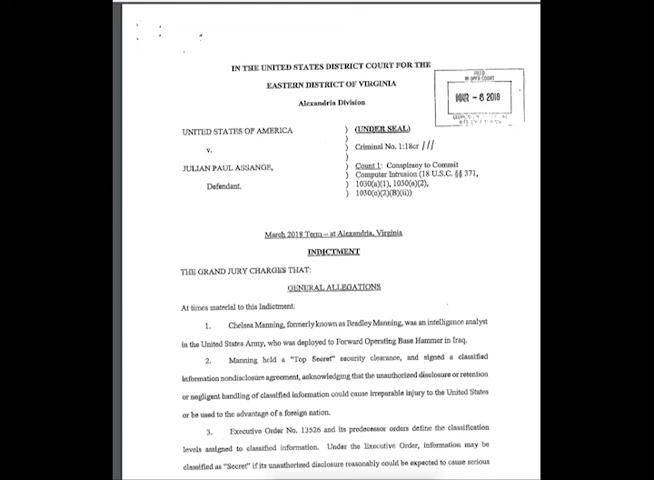 IN THE UNITED STATES DISTRICT COURT FOR THE
EASTERN DISTRICT OF VIRGINIA
Alexandria Division
FILED
IN OPEN COURT
MAR - 6 2018
UNITED STATES OF AMERICA
v.
JULIAN PAUL ASSANGE,
Defendant.
) (UNDER SEAL)
)
) Criminal No. 1:18cr 111
)
) Count 1: Conspiracy to Commit
) Computer Intrusion (18 U.S.C. §§ 371,
) 1030(a)(1), 1030(a)(2),
) 1030(c)(2)(B)(ii))
March 2018 Term – at Alexandria, Virginia
INDICTMENT
THE GRAND JURY CHARGES THAT:
GENERAL ALLEGATIONS
At times material to this Indictment:
1. Chelsea Manning, formerly known as Bradley Manning, was an intelligence analyst
in the United States Army, who was deployed to Forward Operating Base Hammer in Iraq.
2. Manning held a "Top Secret" security clearance, and signed a classified
information nondisclosure agreement, acknowledging that the unauthorized disclosure or retention
or negligent handling of classified information could cause irreparable injury to the United States
or be used to the advantage of a foreign nation.
3. Executive Order No. 13526 and its predecessor orders define the classification
levels assigned to classified information. Under the Executive Order, information may be
classified as "Secret" if its unauthorized disclosure reasonably could be expected to cause serious